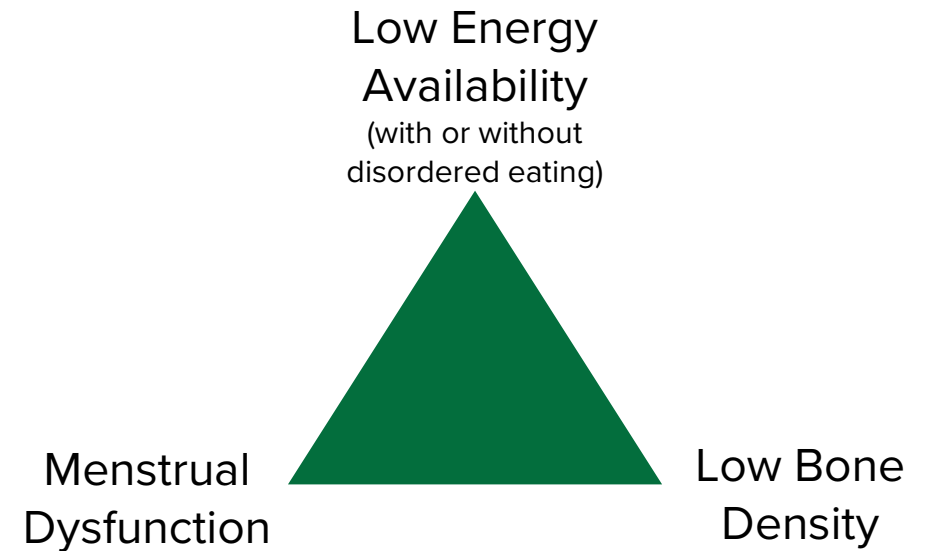 Low Energy
Availability
(with or without
disordered eating)
Menstrual
Dysfunction
Low Bone
Density